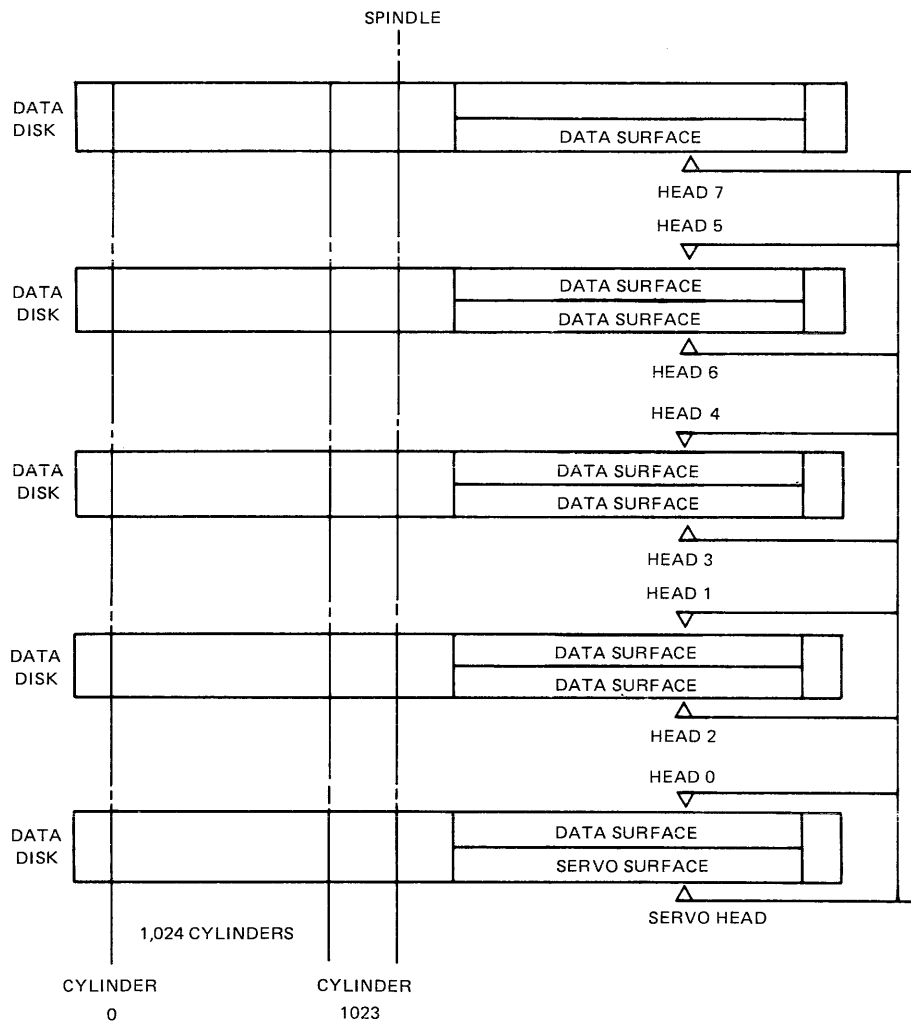 SPINDLE
DATA
DISK
DATA SURFACE
HEAD 7
HEAD 5
DATA
DISK
DATA SURFACE
DATA SURFACE
HEAD 6
HEAD 4
DATA
DISK
DATA SURFACE
DATA SURFACE
HEAD 3
HEAD 1
DATA
DISK
DATA SURFACE
DATA SURFACE
HEAD 2
HEAD 0
DATA
DISK
DATA SURFACE
SERVO SURFACE
SERVO HEAD
1,024 CYLINDERS
CYLINDER
0
CYLINDER
1023